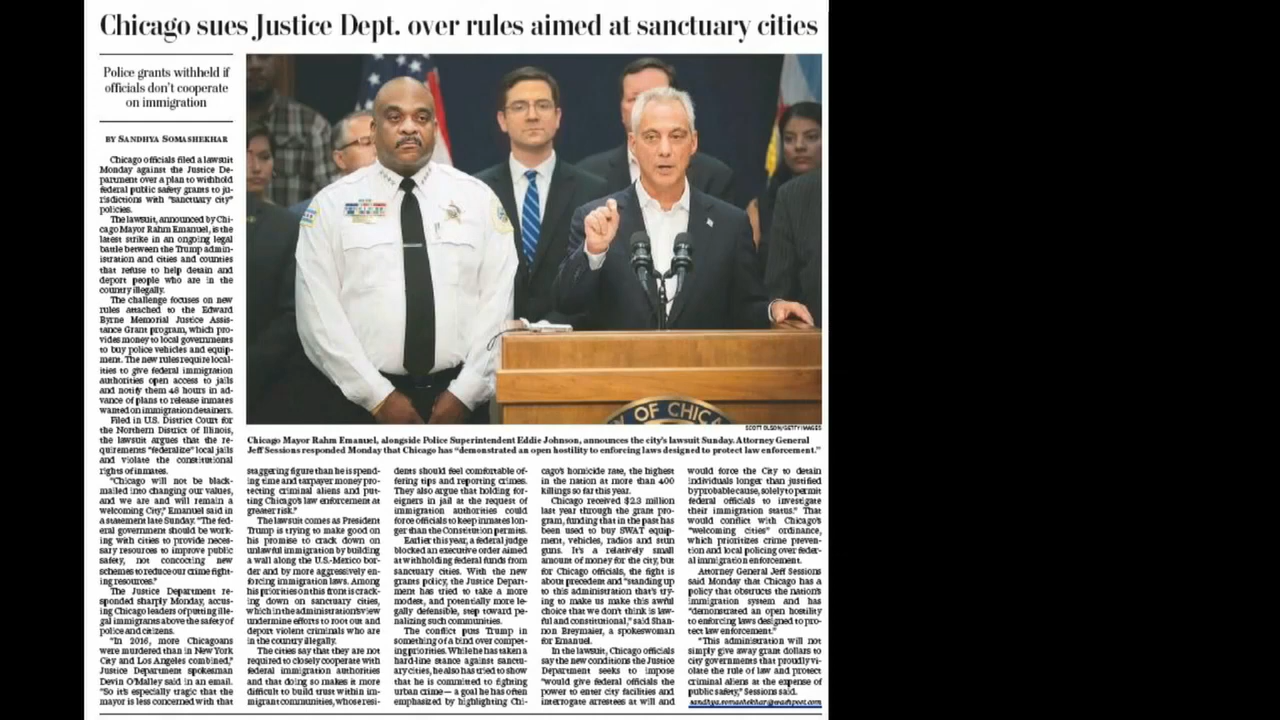 Chicago sues Justice Dept. over rules aimed at sanctuary cities
Police grants withheld if
officials don't cooperate
on immigration
BY SANDHYA SOMASHEKHAR
Chicago officials filed a lawsuit
Monday against the Justice De-
partment over a plan to withhold
federal public safety grants to ju-
risdictions with "sanctuary city"
policies.
The lawsuit, announced by Chi-
cago Mayor Rahm Emanuel, is the
latest strike in an ongoing legal
battle between the Trump admin-
istration and cities and counties
that refuse to help detain and
deport people who are in the
country illegally.
The challenge focuses on new
rules attached to the Edward
Byrne Memorial Justice Assis-
tance Grant program, which pro-
vides money to local governments
to buy police vehicles and equip-
ment. The new rules require local-
ities to give federal immigration
authorities open access to jails
and notify them 48 hours in ad-
vance of plans to release inmates
wanted on immigration detainers.
Filed in U.S. District Court for
the Northern District of Illinois,
the lawsuit argues that the re-
quirements "federalize" local jails
and violate the constitutional
rights of inmates.
"Chicago will not be black-
mailed into changing our values,
and we are and will remain a
welcoming City," Emanuel said in
a statement late Sunday. "The fed-
eral government should be work-
ing with cities to provide neces-
sary resources to improve public
safety, not concocting new
schemes to reduce our crime fight-
ing resources."
The Justice Department re-
sponded sharply Monday, accus-
ing Chicago leaders of putting ille-
gal immigrants above the safety of
police and citizens.
"In 2016, more Chicagoans
were murdered than in New York
City and Los Angeles combined,"
Justice Department spokesman
Devin O'Malley said in an email.
"So it's especially tragic that the
mayor is less concerned with that
OF CHICA
SCOTT OLSON/GETTY IMAGES
Chicago Mayor Rahm Emanuel, alongside Police Superintendent Eddie Johnson, announces the city's lawsuit Sunday. Attorney General
Jeff Sessions responded Monday that Chicago has "demonstrated an open hostility to enforcing laws designed to protect law enforcement."
staggering figure than he is spend-
ing time and taxpayer money pro-
tecting criminal aliens and put-
ting Chicago's law enforcement at
greater risk."
The lawsuit comes as President
Trump is trying to make good on
his promise to crack down on
unlawful immigration by building
a wall along the U.S.-Mexico bor-
der and by more aggressively en-
forcing immigration laws. Among
his priorities on this front is crack-
ing down on sanctuary cities,
which in the administration's view
undermine efforts to root out and
deport violent criminals who are
in the country illegally.
The cities say that they are not
required to closely cooperate with
federal immigration authorities
and that doing so makes it more
difficult to build trust within im-
migrant communities, whose resi-
dents should feel comfortable of-
fering tips and reporting crimes.
They also argue that holding for-
eigners in jail at the request of
immigration authorities could
force officials to keep inmates lon-
ger than the Constitution permits.
Earlier this year, a federal judge
blocked an executive order aimed
at withholding federal funds from
sanctuary cities. With the new
grants policy, the Justice Depart-
ment has tried to take a more
modest, and potentially more le-
gally defensible, step toward pe-
nalizing such communities.
The conflict puts Trump in
something of a bind over compet-
ing priorities. While he has taken a
hard-line stance against sanctu-
ary cities, he also has tried to show
that he is committed to fighting
urban crime — a goal he has often
emphasized by highlighting Chi-
cago's homicide rate, the highest
in the nation at more than 400
killings so far this year.
Chicago received $2.3 million
last year through the grant pro-
gram, funding that in the past has
been used to buy SWAT equip-
ment, vehicles, radios and stun
guns. It's a relatively small
amount of money for the city, but
for Chicago officials, the fight is
about precedent and "standing up
to this administration that's try-
ing to make us make this awful
choice that we don't think is law-
ful and constitutional," said Shan-
non Breymaier, a spokeswoman
for Emanuel.
In the lawsuit, Chicago officials
say the new conditions the Justice
Department seeks to impose
"would give federal officials the
power to enter city facilities and
interrogate arrestees at will and
would force the City to detain
individuals longer than justified
by probable cause, solely to permit
federal officials to investigate
their immigration status." That
would conflict with Chicago's
"welcoming cities" ordinance,
which prioritizes crime preven-
tion and local policing over feder-
al immigration enforcement.
Attorney General Jeff Sessions
said Monday that Chicago has a
policy that obstructs the nation's
immigration system and has
"demonstrated an open hostility
to enforcing laws designed to pro-
tect law enforcement."
"This administration will not
simply give away grant dollars to
city governments that proudly vi-
olate the rule of law and protect
criminal aliens at the expense of
public safety," Sessions said.
sandhya.somashekhar@washpost.com